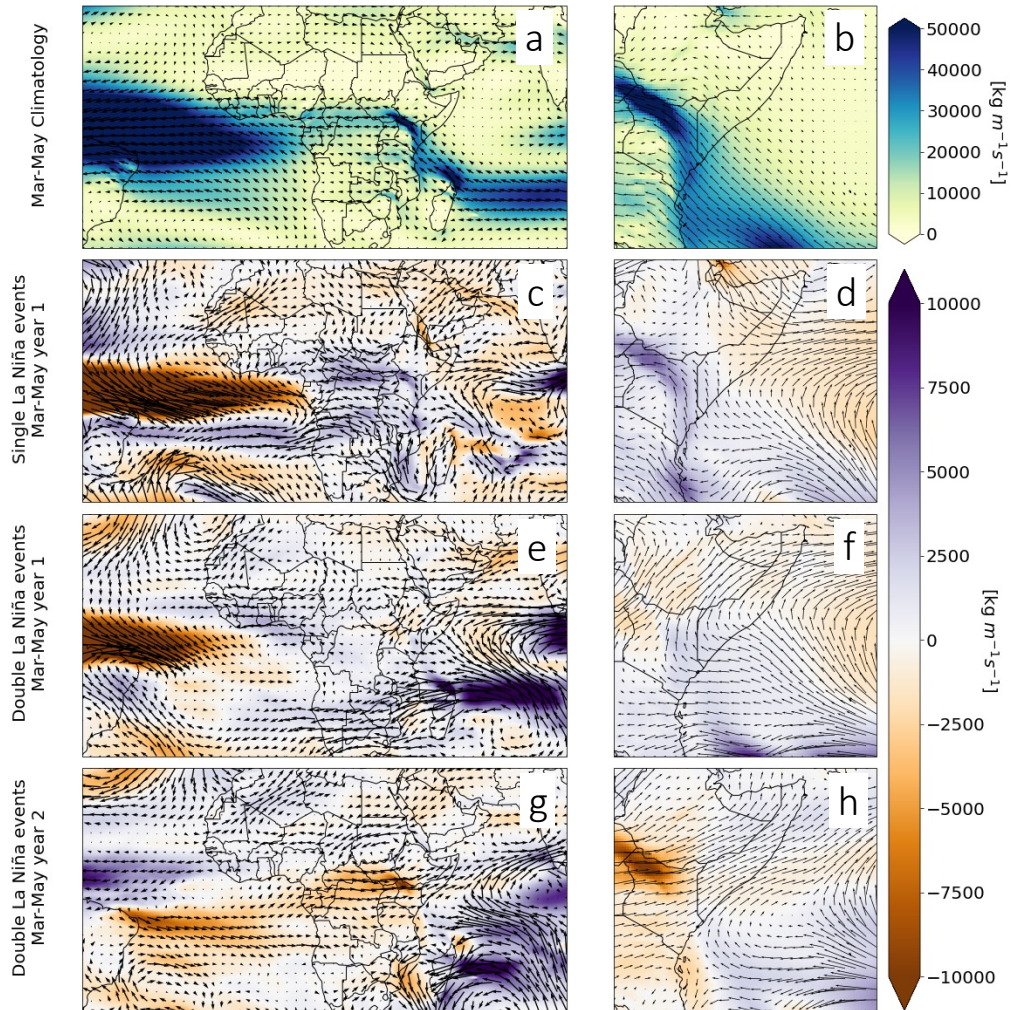 Mar-May Climatology
a
b
50000
40000
30000
20000
10000
0
[kg m⁻¹s⁻¹]
Single La Niña events
Mar-May year 1
c
d
Double La Niña events
Mar-May year 1
e
f
Double La Niña events
Mar-May year 2
g
h
10000
7500
5000
2500
0
−2500
−5000
−7500
−10000
[kg m⁻¹s⁻¹]